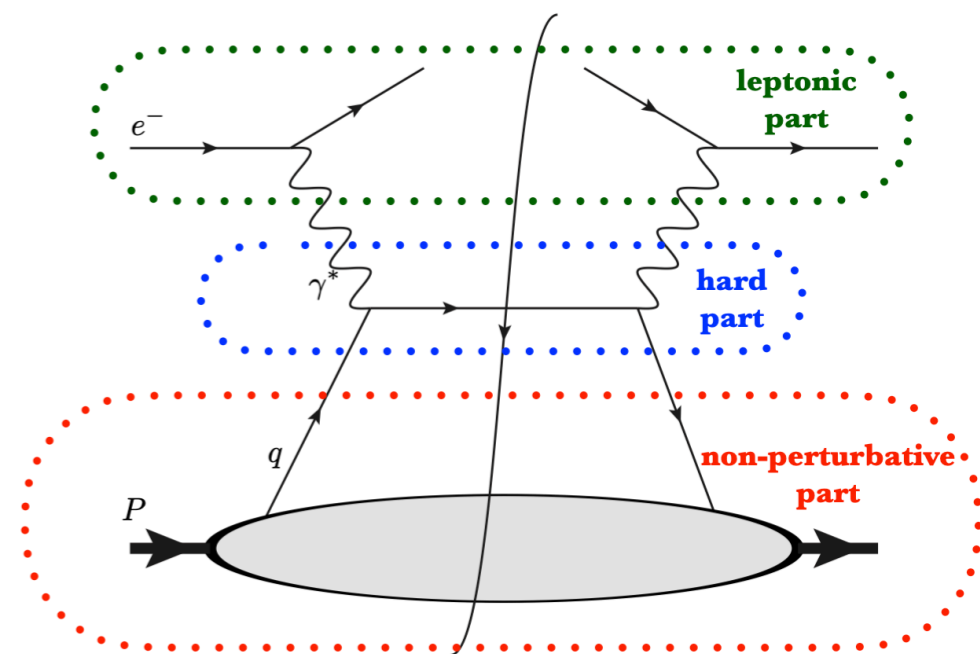 leptonic
part
e⁻
γ*
hard
part
q
non-perturbative
part
P